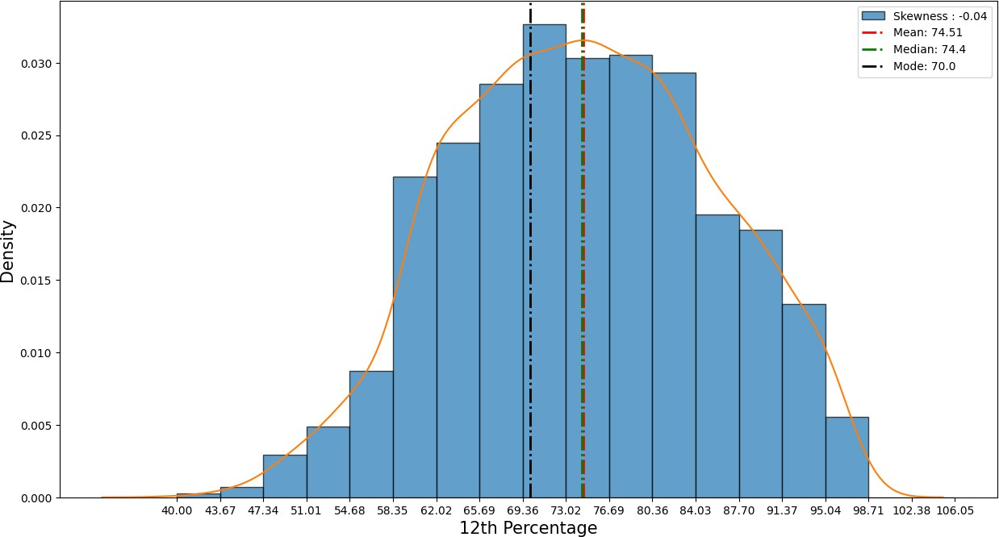 Skewness : -0.04
Mean: 74.51
Median: 74.4
Mode: 70.0
Density
0.030
0.025
0.020
0.015
0.010
0.005
0.000
40.00 43.67 47.34 51.01 54.68 58.35 62.02 65.69 69.36 73.02 76.69 80.36 84.03 87.70 91.37 95.04 98.71 102.38 106.05
12th Percentage